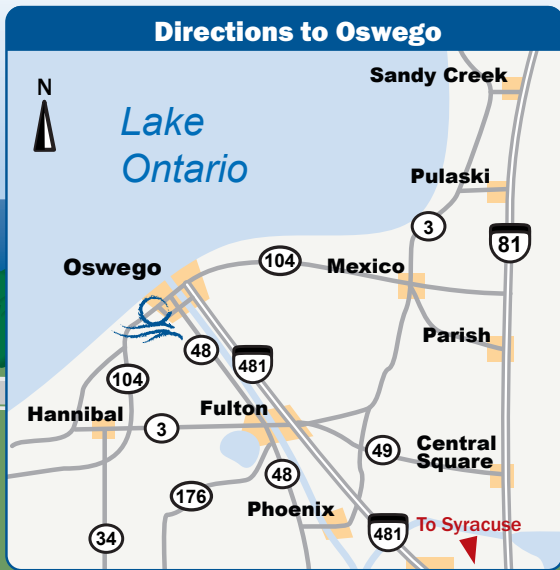 Directions to Oswego
N
Lake
Ontario
Sandy Creek
Pulaski
3
81
Oswego
104
Mexico
48
481
Parish
104
Hannibal
3
Fulton
49
Central
Square
176
48
Phoenix
34
481
To Syracuse